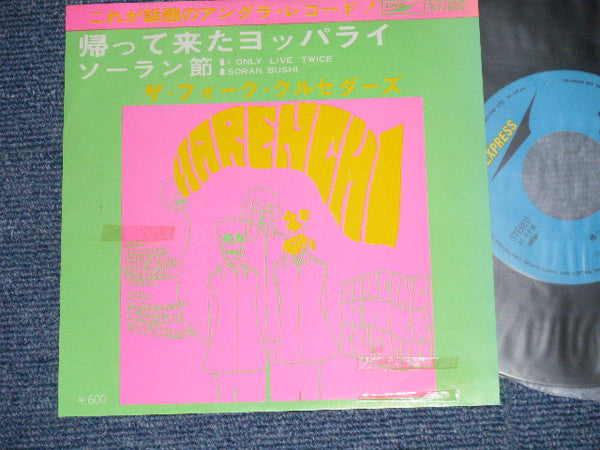 これが話題のアングラ・レコード!
STEREO
帰って来たヨッパライ
ソーラン節
I ONLY LIVE TWICE
SORAN BUSHI
ザ・フォーク・クルセダーズ
HARENCHI
¥600
EXPRESS
STEREO